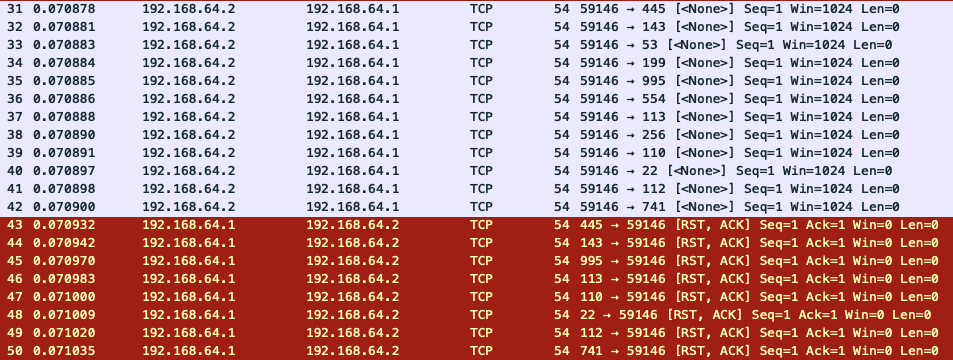 31 0.070878 192.168.64.2 192.168.64.1 TCP 54 59146 → 445 [<None>] Seq=1 Win=1024 Len=0
32 0.070881 192.168.64.2 192.168.64.1 TCP 54 59146 → 143 [<None>] Seq=1 Win=1024 Len=0
33 0.070883 192.168.64.2 192.168.64.1 TCP 54 59146 → 53 [<None>] Seq=1 Win=1024 Len=0
34 0.070884 192.168.64.2 192.168.64.1 TCP 54 59146 → 199 [<None>] Seq=1 Win=1024 Len=0
35 0.070885 192.168.64.2 192.168.64.1 TCP 54 59146 → 995 [<None>] Seq=1 Win=1024 Len=0
36 0.070886 192.168.64.2 192.168.64.1 TCP 54 59146 → 554 [<None>] Seq=1 Win=1024 Len=0
37 0.070888 192.168.64.2 192.168.64.1 TCP 54 59146 → 113 [<None>] Seq=1 Win=1024 Len=0
38 0.070890 192.168.64.2 192.168.64.1 TCP 54 59146 → 256 [<None>] Seq=1 Win=1024 Len=0
39 0.070891 192.168.64.2 192.168.64.1 TCP 54 59146 → 110 [<None>] Seq=1 Win=1024 Len=0
40 0.070897 192.168.64.2 192.168.64.1 TCP 54 59146 → 22 [<None>] Seq=1 Win=1024 Len=0
41 0.070898 192.168.64.2 192.168.64.1 TCP 54 59146 → 112 [<None>] Seq=1 Win=1024 Len=0
42 0.070900 192.168.64.2 192.168.64.1 TCP 54 59146 → 741 [<None>] Seq=1 Win=1024 Len=0
43 0.070932 192.168.64.1 192.168.64.2 TCP 54 445 → 59146 [RST, ACK] Seq=1 Ack=1 Win=0 Len=0
44 0.070942 192.168.64.1 192.168.64.2 TCP 54 143 → 59146 [RST, ACK] Seq=1 Ack=1 Win=0 Len=0
45 0.070970 192.168.64.1 192.168.64.2 TCP 54 995 → 59146 [RST, ACK] Seq=1 Ack=1 Win=0 Len=0
46 0.070983 192.168.64.1 192.168.64.2 TCP 54 113 → 59146 [RST, ACK] Seq=1 Ack=1 Win=0 Len=0
47 0.071000 192.168.64.1 192.168.64.2 TCP 54 110 → 59146 [RST, ACK] Seq=1 Ack=1 Win=0 Len=0
48 0.071009 192.168.64.1 192.168.64.2 TCP 54 22 → 59146 [RST, ACK] Seq=1 Ack=1 Win=0 Len=0
49 0.071020 192.168.64.1 192.168.64.2 TCP 54 112 → 59146 [RST, ACK] Seq=1 Ack=1 Win=0 Len=0
50 0.071035 192.168.64.1 192.168.64.2 TCP 54 741 → 59146 [RST, ACK] Seq=1 Ack=1 Win=0 Len=0